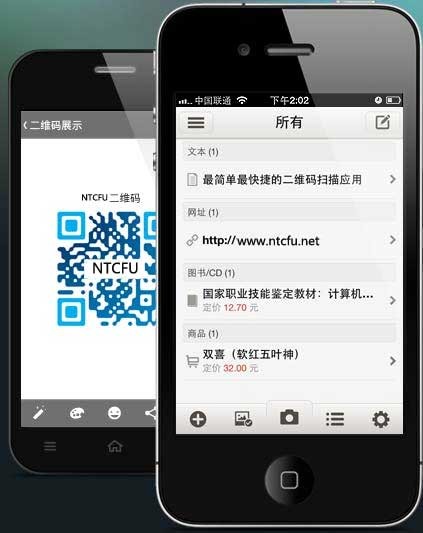 二维码展示
NTCFU 二维码
NTCFU
中国联通
下午2:02
所有
文本 (1)
最简单最快捷的二维码扫描应用
网址 (1)
http://www.ntcfu.net
图书/CD (1)
国家职业技能鉴定教材：计算机...
定价 12.70 元
商品 (1)
双喜（软红五叶神）
定价 32.00 元